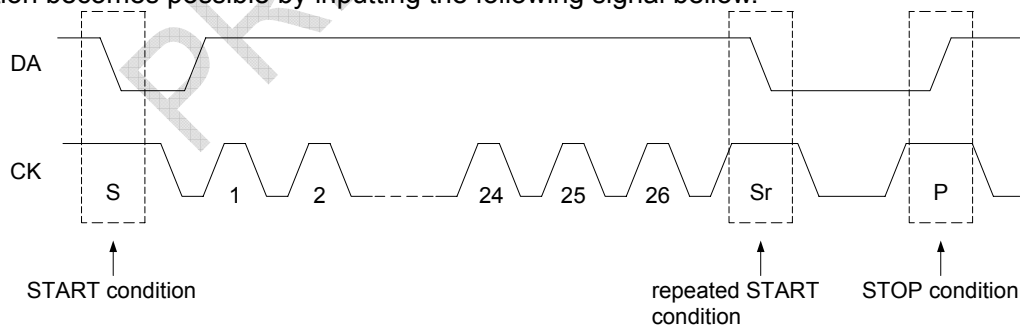 tion becomes possible by inputting the following signal bellow.
DA
CK
S
1
2
24
25
26
Sr
P
START condition
repeated START
condition
STOP condition